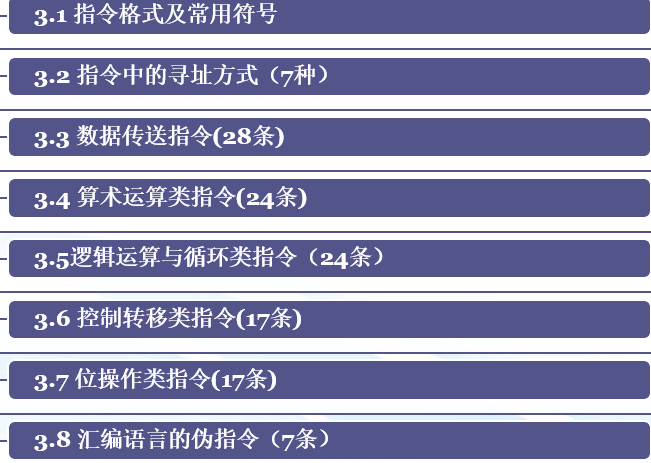 3.1 指令格式及常用符号
3.2 指令中的寻址方式（7种）
3.3 数据传送指令(28条)
3.4 算术运算类指令(24条)
3.5逻辑运算与循环类指令（24条）
3.6 控制转移类指令(17条)
3.7 位操作类指令(17条)
3.8 汇编语言的伪指令（7条）